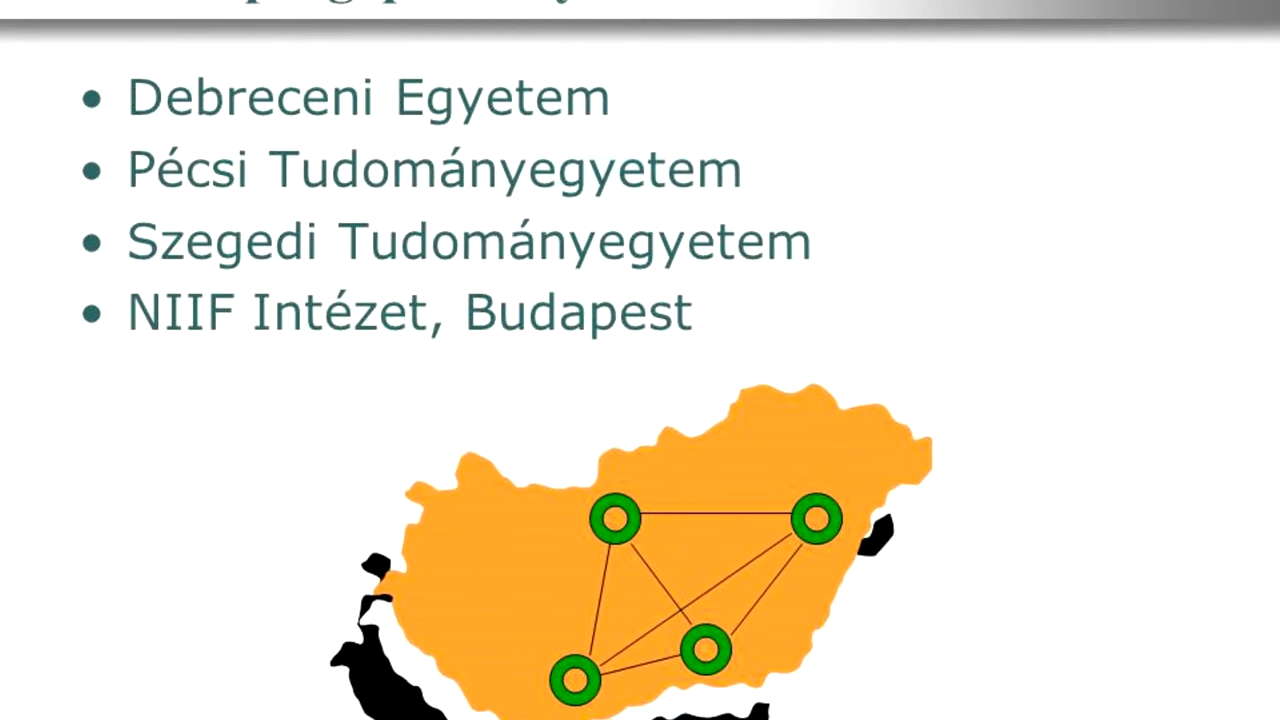 Debreceni Egyetem
Pécsi Tudományegyetem
Szegedi Tudományegyetem
NIIF Intézet, Budapest